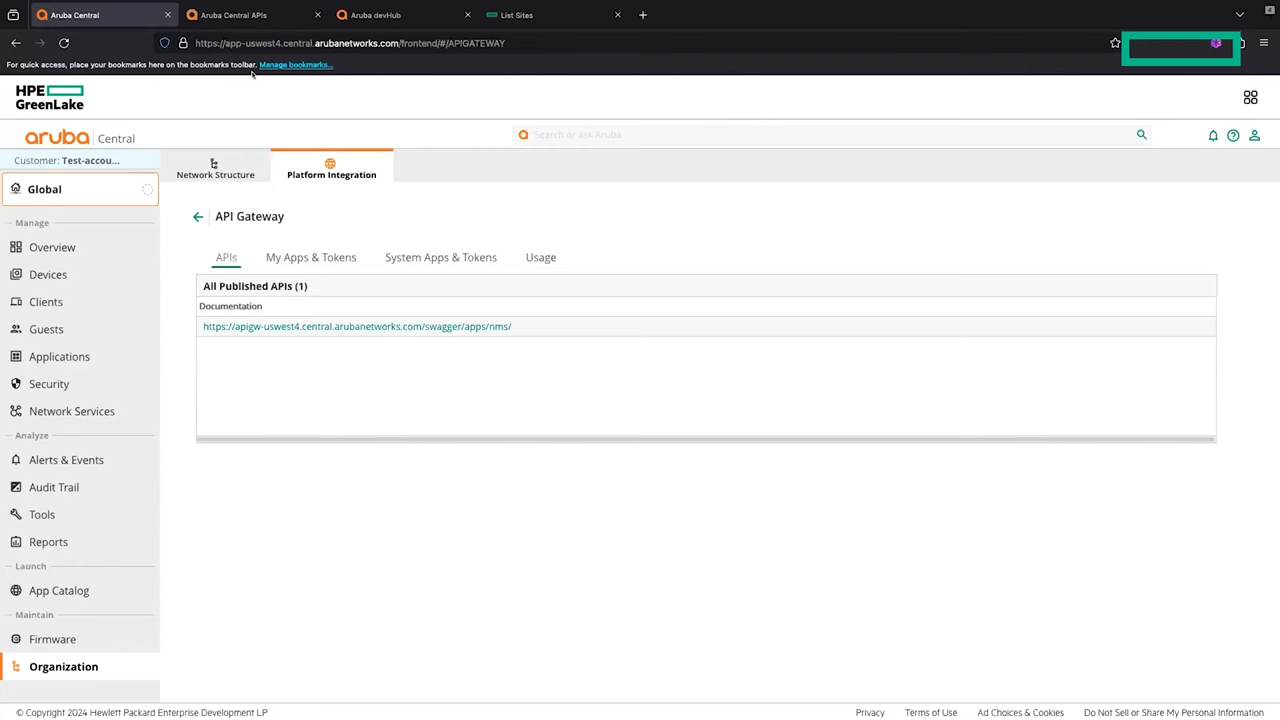 Aruba Central
Aruba Central APIs
Aruba devHub
List Sites
4
https://app-uswest4.central.arubanetworks.com/frontend/#/APIGATEWAY
For quick access, place your bookmarks here on the bookmarks toolbar. Manage bookmarks...
HPE
GreenLake
aruba Central
Search or ask Aruba
Customer: Test-accou...
Network Structure
Platform Integration
Global
API Gateway
Manage
Overview
Devices
Clients
Guests
Applications
Security
Network Services
Analyze
Alerts & Events
Audit Trail
Tools
Reports
Launch
App Catalog
Maintain
Firmware
Organization
APIs
My Apps & Tokens
System Apps & Tokens
Usage
All Published APIs (1)
Documentation
https://apigw-uswest4.central.arubanetworks.com/swagger/apps/nms/
© Copyright 2024 Hewlett Packard Enterprise Development LP
Privacy
Terms of Use
Ad Choices & Cookies
Do Not Sell or Share My Personal Information